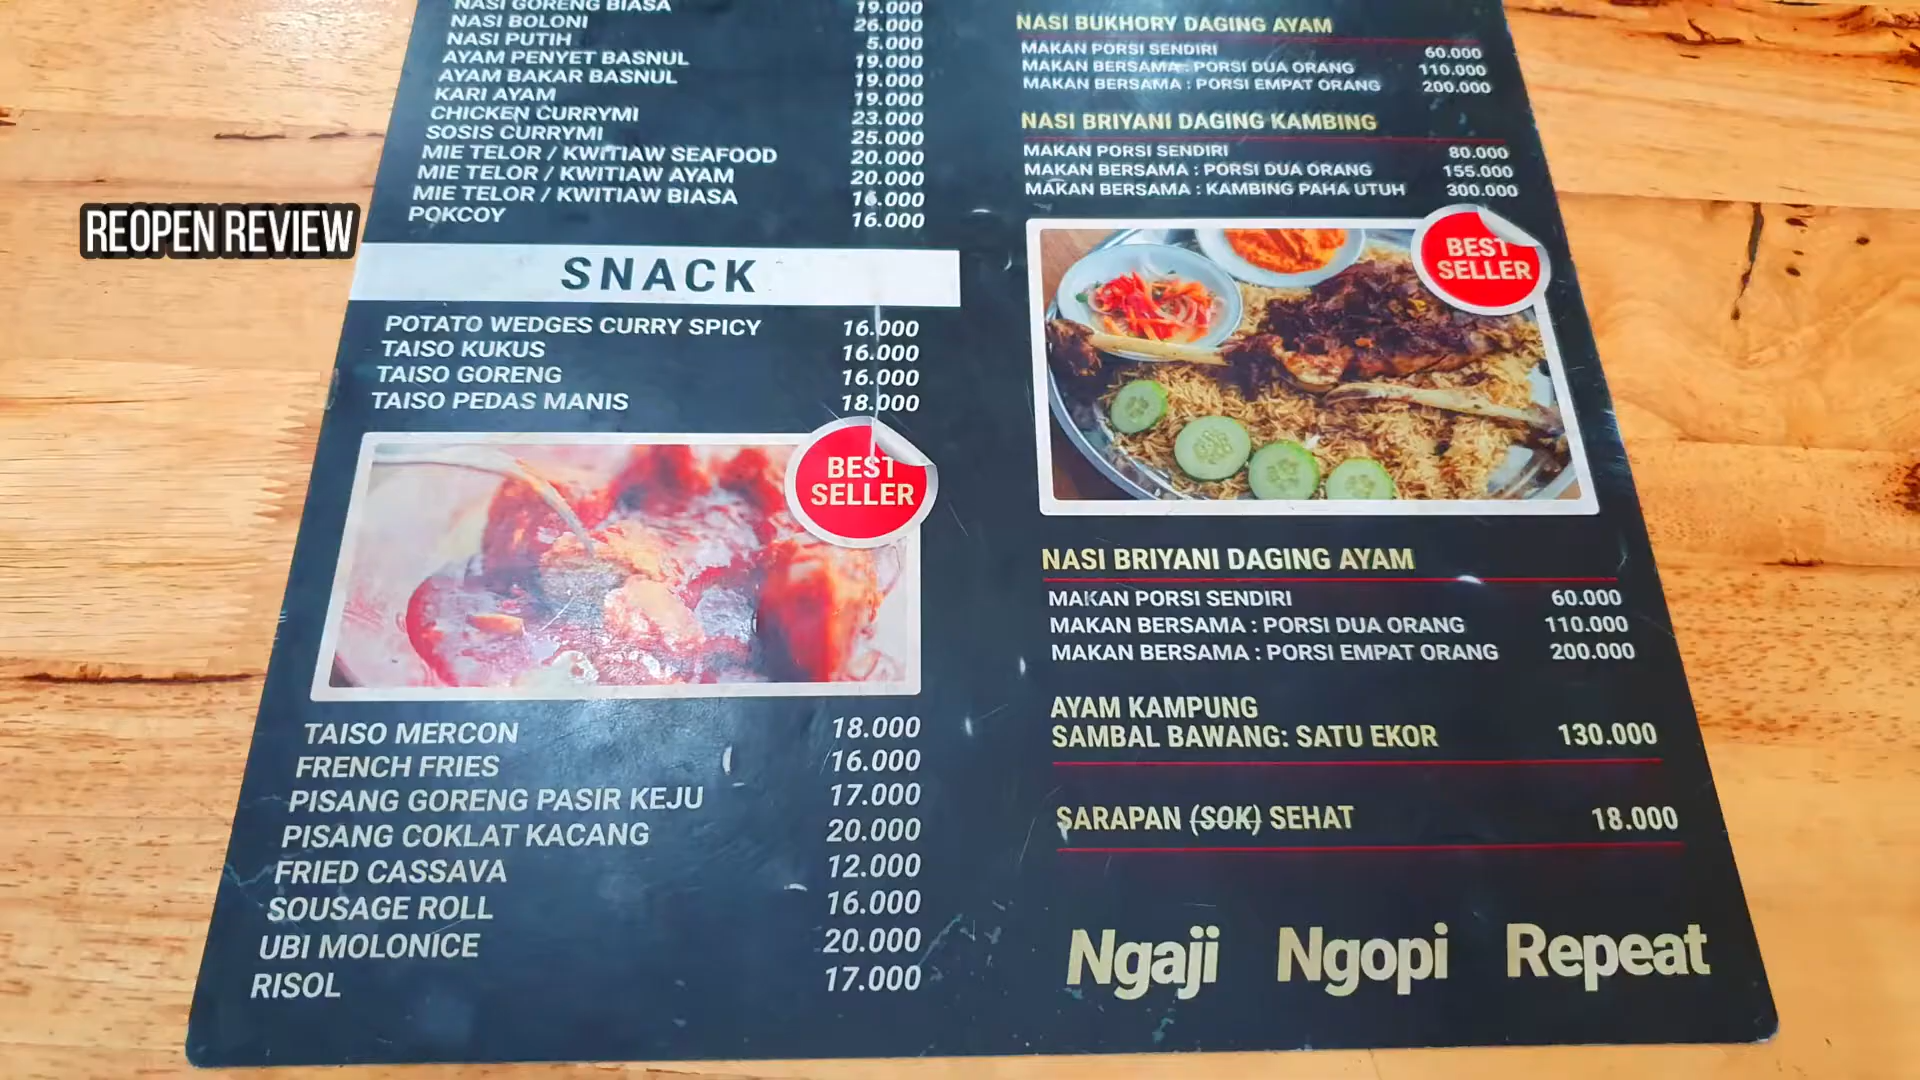 NASI GORENG BIASA 19.000
NASI BOLONI 26.000
NASI PUTIH 5.000
AYAM PENYET BASNUL 19.000
AYAM BAKAR BASNUL 19.000
KARI AYAM 19.000
CHICKEN CURRYMI 23.000
SOSIS CURRYMI 25.000
MIE TELOR / KWITIAW SEAFOOD 20.000
MIE TELOR / KWITIAW AYAM 20.000
MIE TELOR / KWITIAW BIASA 16.000
POKCOY 16.000
REOPEN REVIEW
SNACK
POTATO WEDGES CURRY SPICY 16.000
TAISO KUKUS 16.000
TAISO GORENG 16.000
TAISO PEDAS MANIS 18.000
BEST
SELLER
TAISO MERCON 18.000
FRENCH FRIES 16.000
PISANG GORENG PASIR KEJU 17.000
PISANG COKLAT KACANG 20.000
FRIED CASSAVA 12.000
SOUSAGE ROLL 16.000
UBI MOLONICE 20.000
RISOL 17.000
NASI BUKHORY DAGING AYAM
MAKAN PORSI SENDIRI 60.000
MAKAN BERSAMA : PORSI DUA ORANG 110.000
MAKAN BERSAMA : PORSI EMPAT ORANG 200.000
NASI BRIYANI DAGING KAMBING
MAKAN PORSI SENDIRI 80.000
MAKAN BERSAMA : PORSI DUA ORANG 155.000
MAKAN BERSAMA : KAMBING PAHA UTUH 300.000
BEST
SELLER
NASI BRIYANI DAGING AYAM
MAKAN PORSI SENDIRI 60.000
MAKAN BERSAMA : PORSI DUA ORANG 110.000
MAKAN BERSAMA : PORSI EMPAT ORANG 200.000
AYAM KAMPUNG
SAMBAL BAWANG: SATU EKOR 130.000
SARAPAN (SOK) SEHAT 18.000
Ngaji Ngopi Repeat